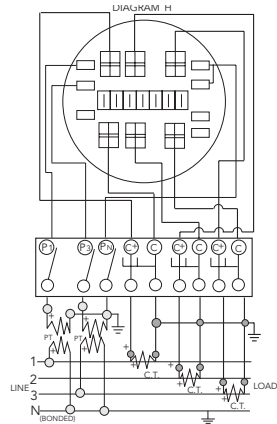 DIAGRAM H
P1 P3 PN C+ C C+ C C+ C
+ + +
PT PT
1
+ C.T.
2
LINE + C.T. LOAD
3
+ C.T.
N
(BONDED)